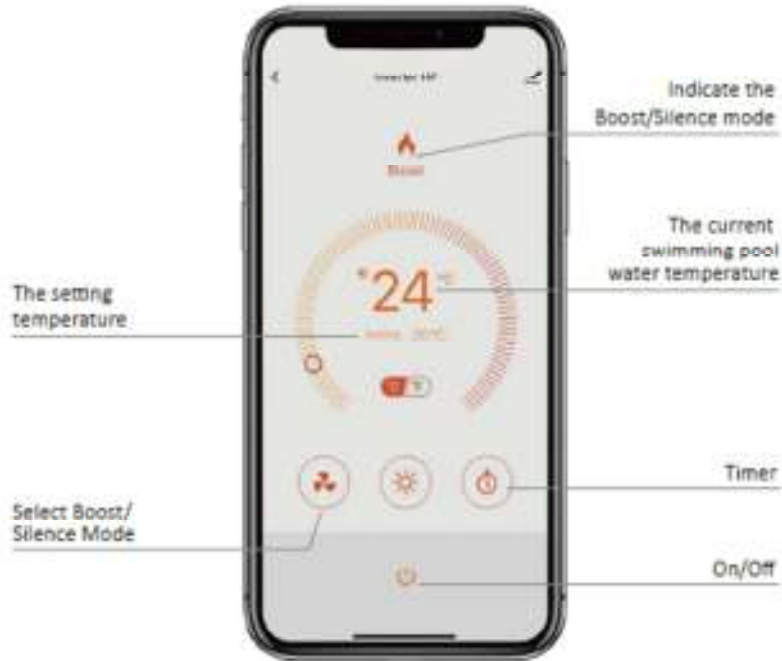 Indicate the
Boost/Silence mode
Boost
The current
swimming pool
water temperature
24
The setting
temperature
Timer
Select Boost/
Silence Mode
On/Off